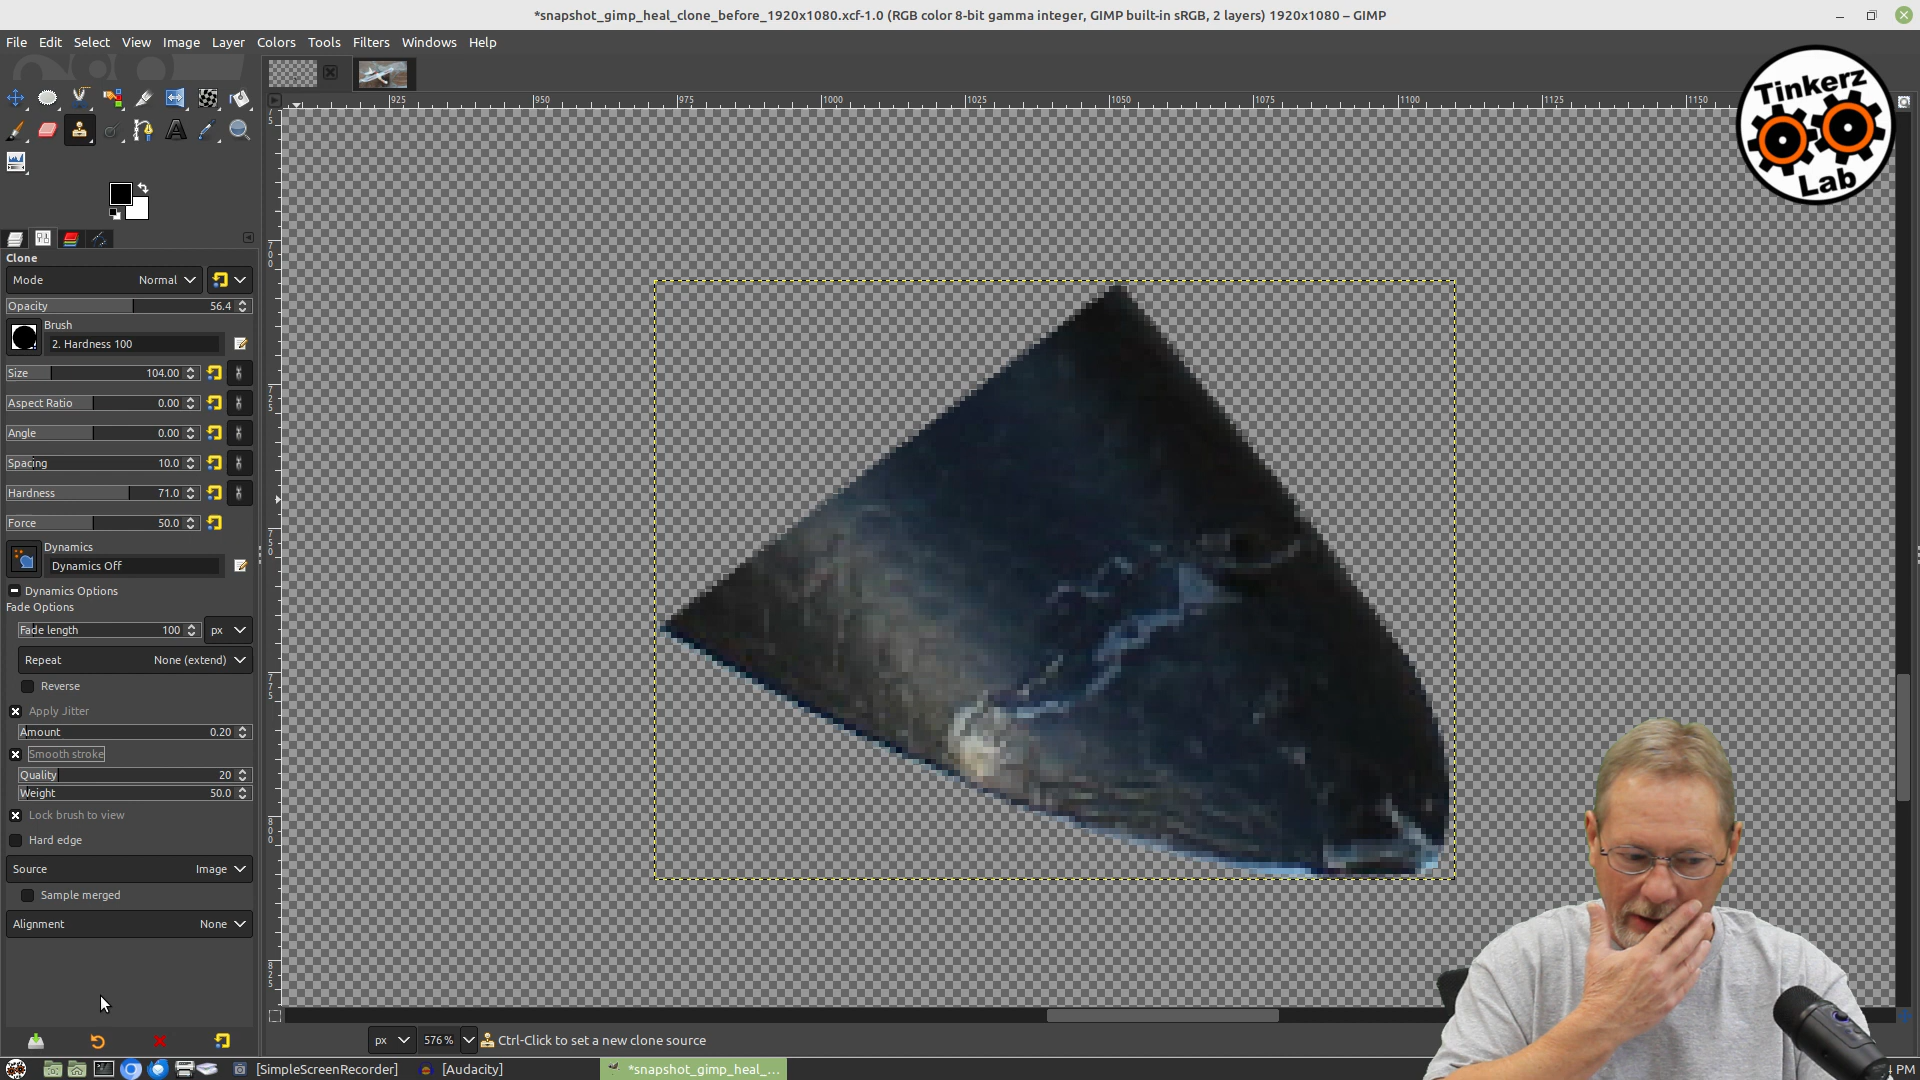 *snapshot_gimp_heal_clone_before_1920x1080.xcf-1.0 (RGB color 8-bit gamma integer, GIMP built-in sRGB, 2 layers) 1920x1080 – GIMP
File Edit Select View Image Layer Colors Tools Filters Windows Help
Tinkerz
Lab
925 950 975 1000 1025 1050 1075 1100 1125 1150
700
725
750
775
800
825
Clone
Mode Normal
Opacity 56.4
Brush
2. Hardness 100
Size 104.00
Aspect Ratio 0.00
Angle 0.00
Spacing 10.0
Hardness 71.0
Force 50.0
Dynamics
Dynamics Off
Dynamics Options
Fade Options
Fade length 100 px
Repeat None (extend)
Reverse
Apply Jitter
Amount 0.20
Smooth stroke
Quality 20
Weight 50.0
Lock brush to view
Hard edge
Source Image
Sample merged
Alignment None
px 576 % Ctrl-Click to set a new clone source
[SimpleScreenRecorder] [Audacity] *snapshot_gimp_heal_... PM